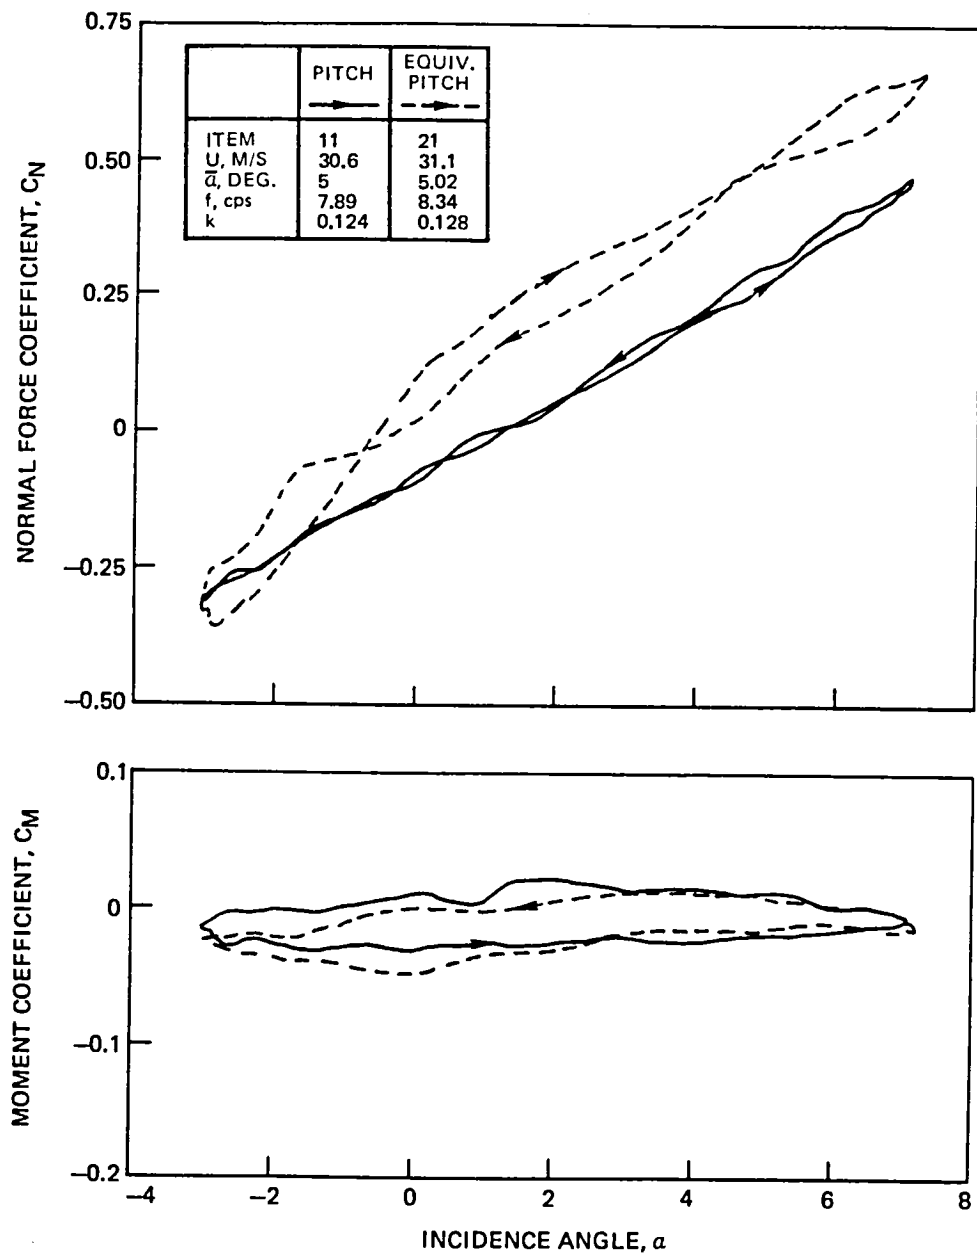 0.75
0.50
0.25
0
−0.25
−0.50
NORMAL FORCE COEFFICIENT, CN
PITCH
EQUIV.
PITCH
ITEM 11 21
U, M/S 30.6 31.1
ᾱ, DEG. 5 5.02
f, cps 7.89 8.34
k 0.124 0.128
0.1
0
−0.1
−0.2
MOMENT COEFFICIENT, CM
−4 −2 0 2 4 6 8
INCIDENCE ANGLE, α